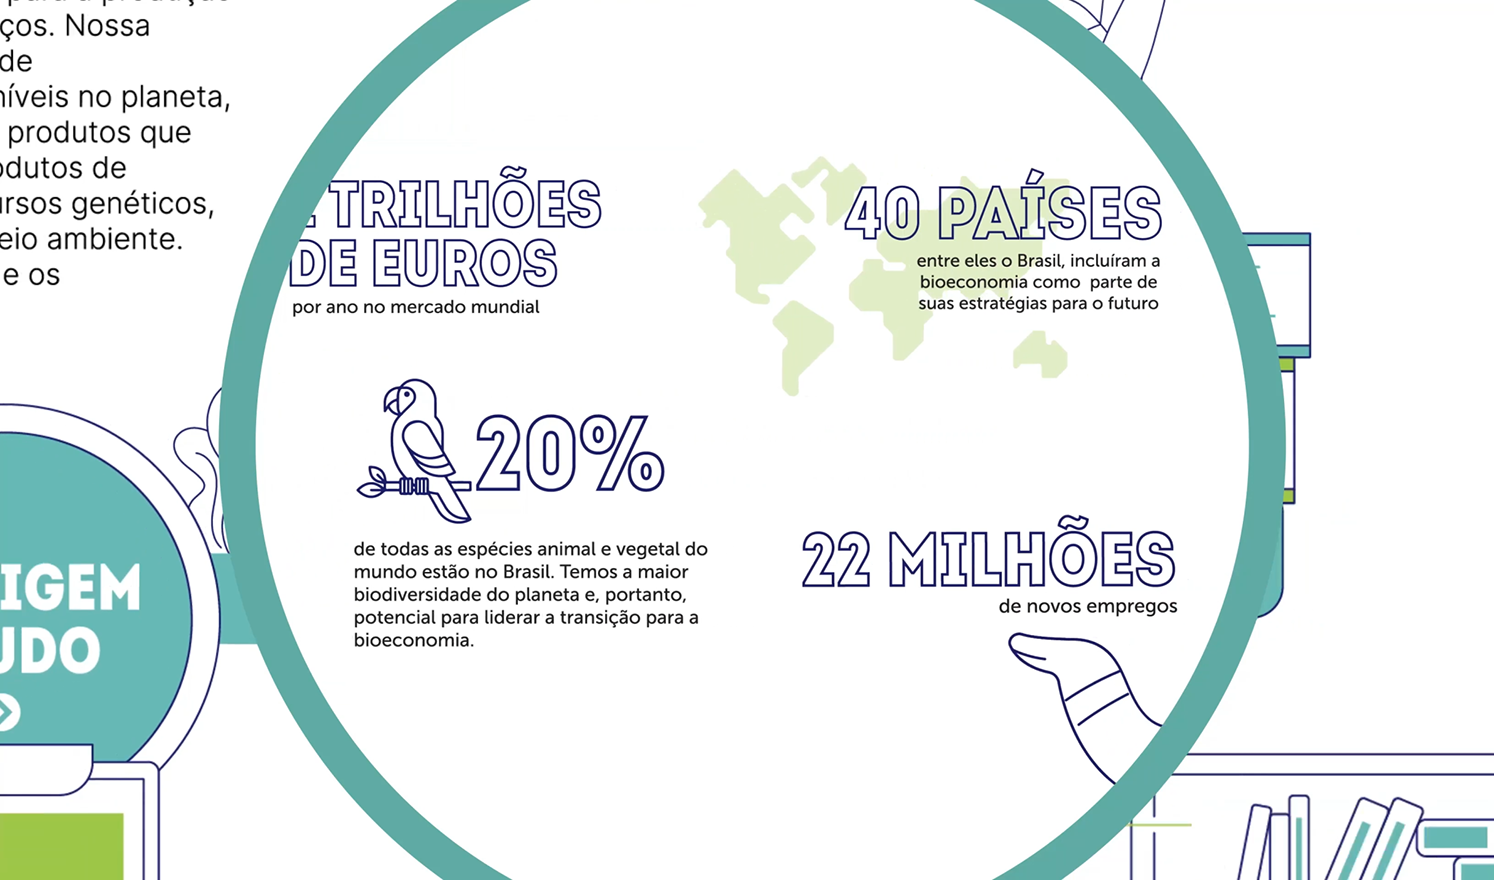 ços. Nossa
de
níveis no planeta,
produtos que
odutos de
ursos genéticos,
eio ambiente.
e os
TRILHÕES
DE EUROS
por ano no mercado mundial
40 PAÍSES
entre eles o Brasil, incluíram a
bioeconomia como parte de
suas estratégias para o futuro
20%
de todas as espécies animal e vegetal do
mundo estão no Brasil. Temos a maior
biodiversidade do planeta e, portanto,
potencial para liderar a transição para a
bioeconomia.
22 MILHÕES
de novos empregos
IGEM
UDO